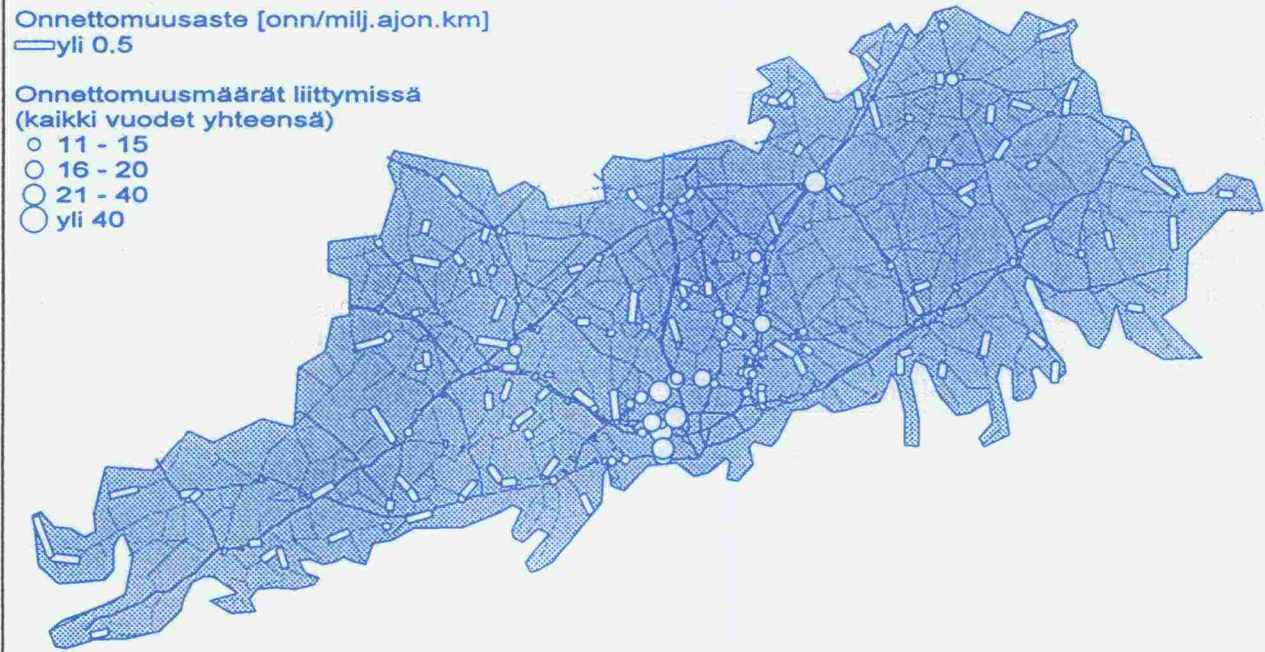 Onnettomuusaste [onn/milj.ajon.km]
yli 0.5
Onnettomuusmäärät liittymissä
(kaikki vuodet yhteensä)
11 - 15
16 - 20
21 - 40
yli 40